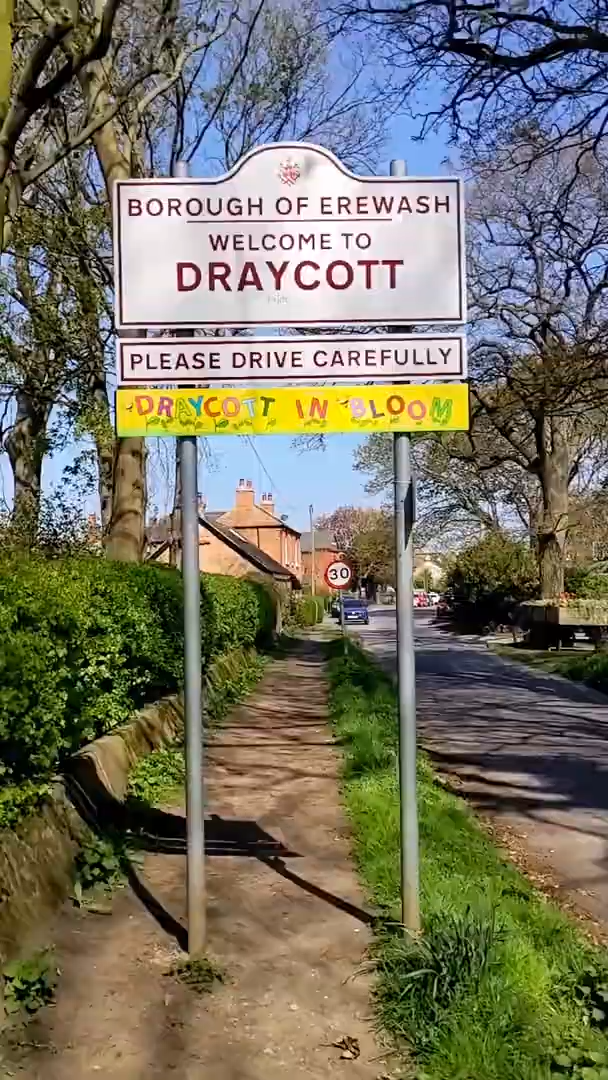 BOROUGH OF EREWASH
WELCOME TO
DRAYCOTT
PLEASE DRIVE CAREFULLY
DRAYCOTT IN BLOOM
30